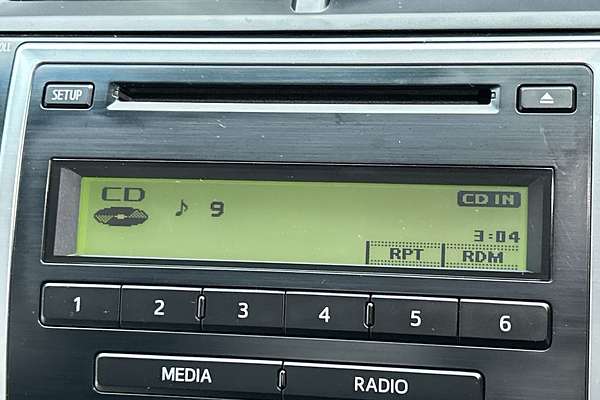 SETUP
CD
♪ 9
CD IN
3:04
RPT RDM
1 2 3 4 5 6
MEDIA RADIO